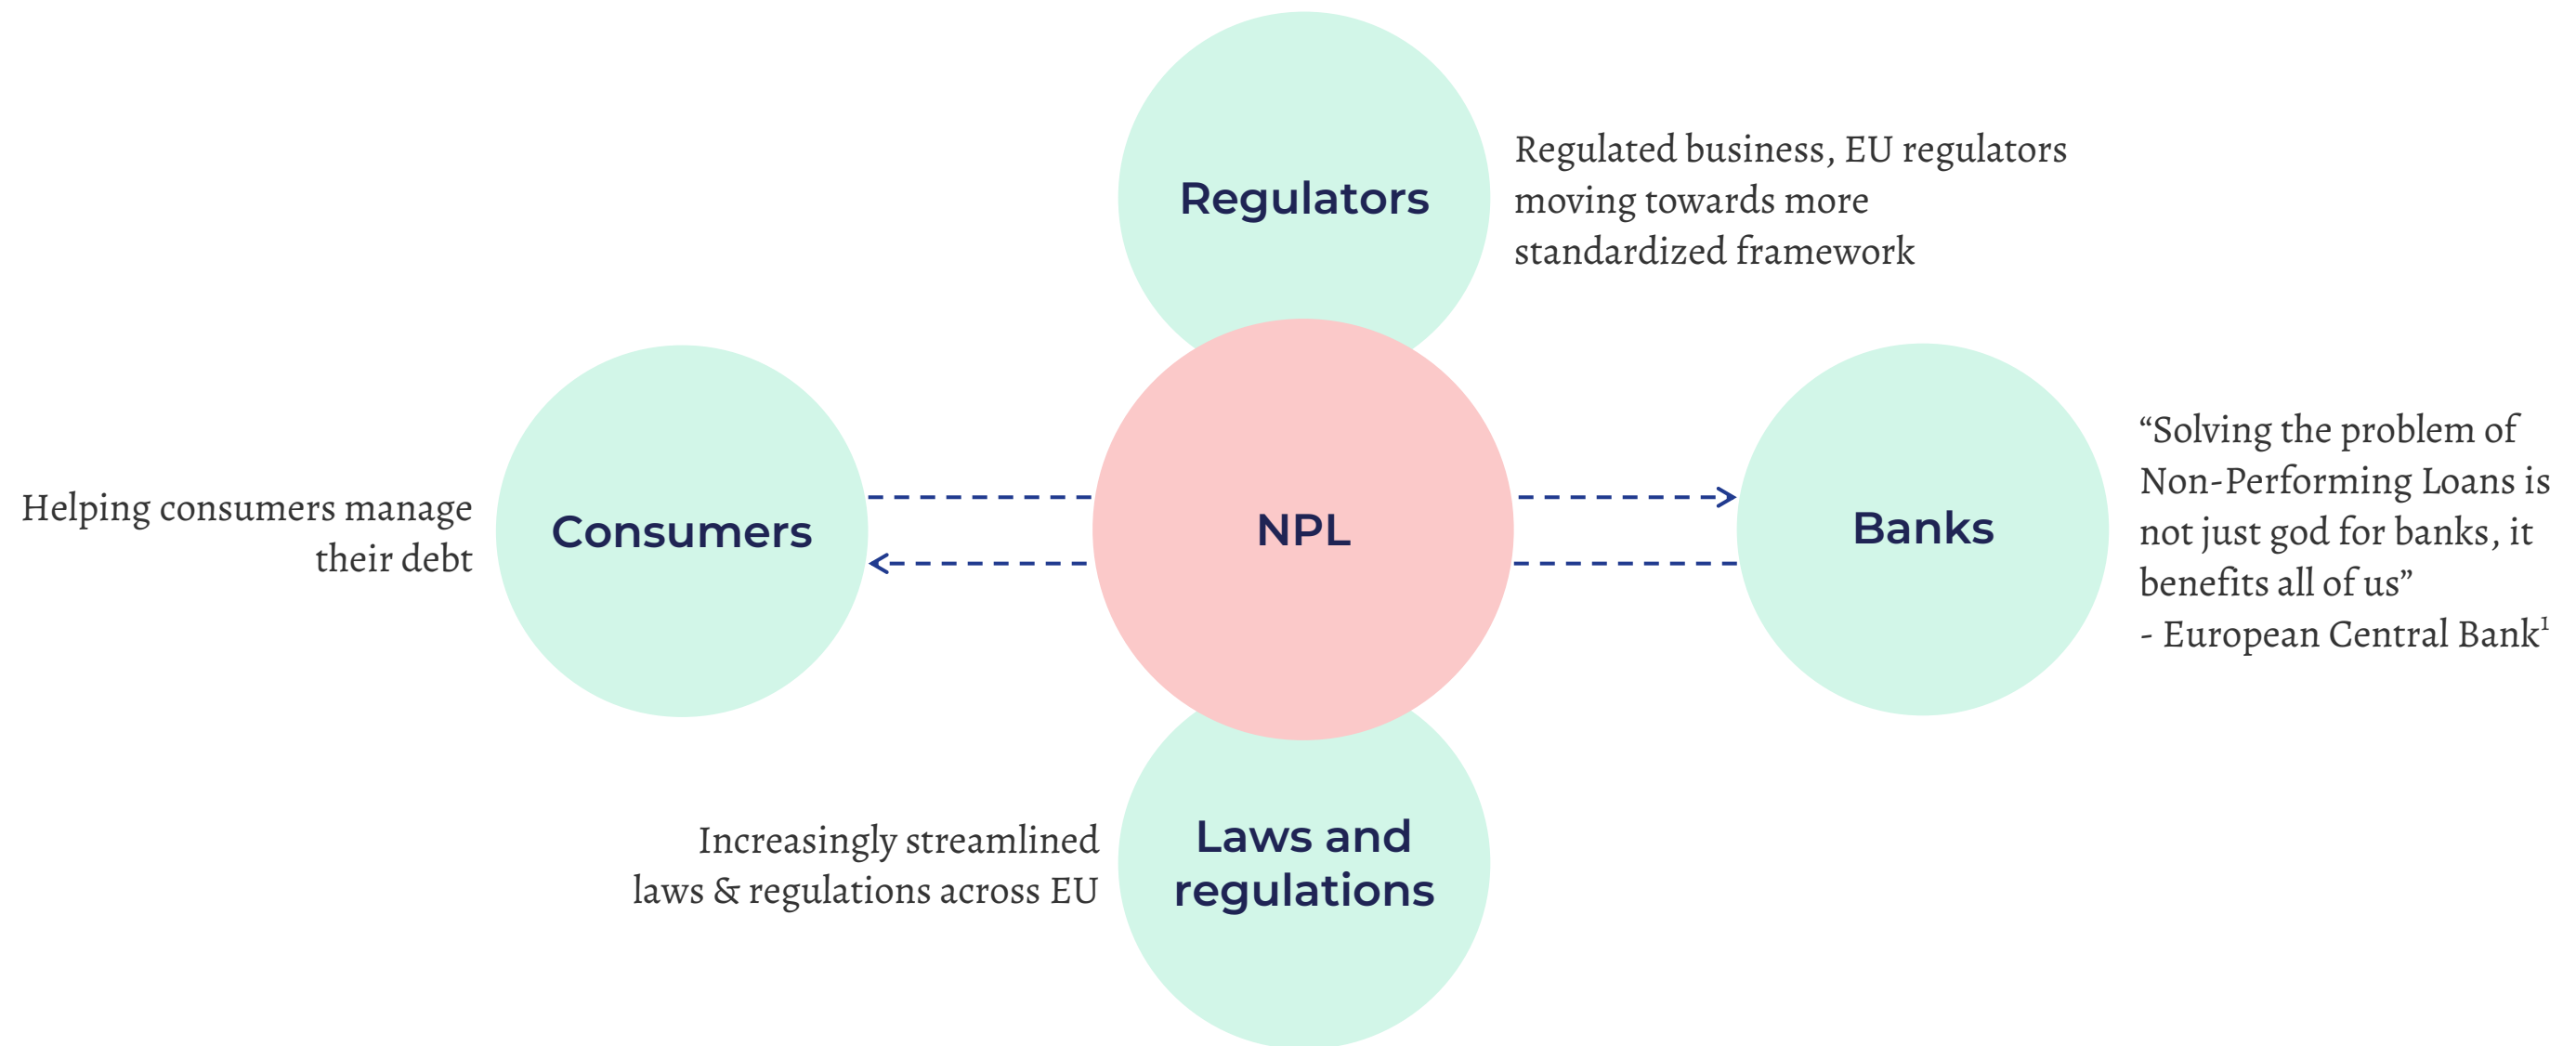 Regulators
Regulated business, EU regulators
moving towards more
standardized framework
Helping consumers manage
their debt
Consumers
NPL
Banks
“Solving the problem of
Non-Performing Loans is
not just god for banks, it
benefits all of us”
- European Central Bank¹
Increasingly streamlined
laws & regulations across EU
Laws and
regulations